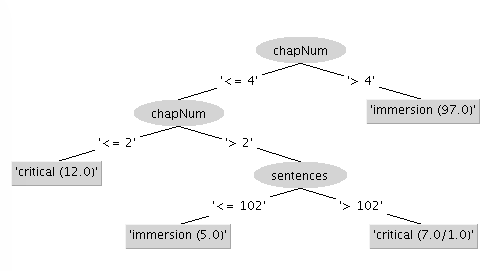 chapNum
'<= 4' '> 4'
chapNum 'immersion (97.0)'
'<= 2' '> 2'
'critical (12.0)' sentences
'<= 102' '> 102'
'immersion (5.0)' 'critical (7.0/1.0)'